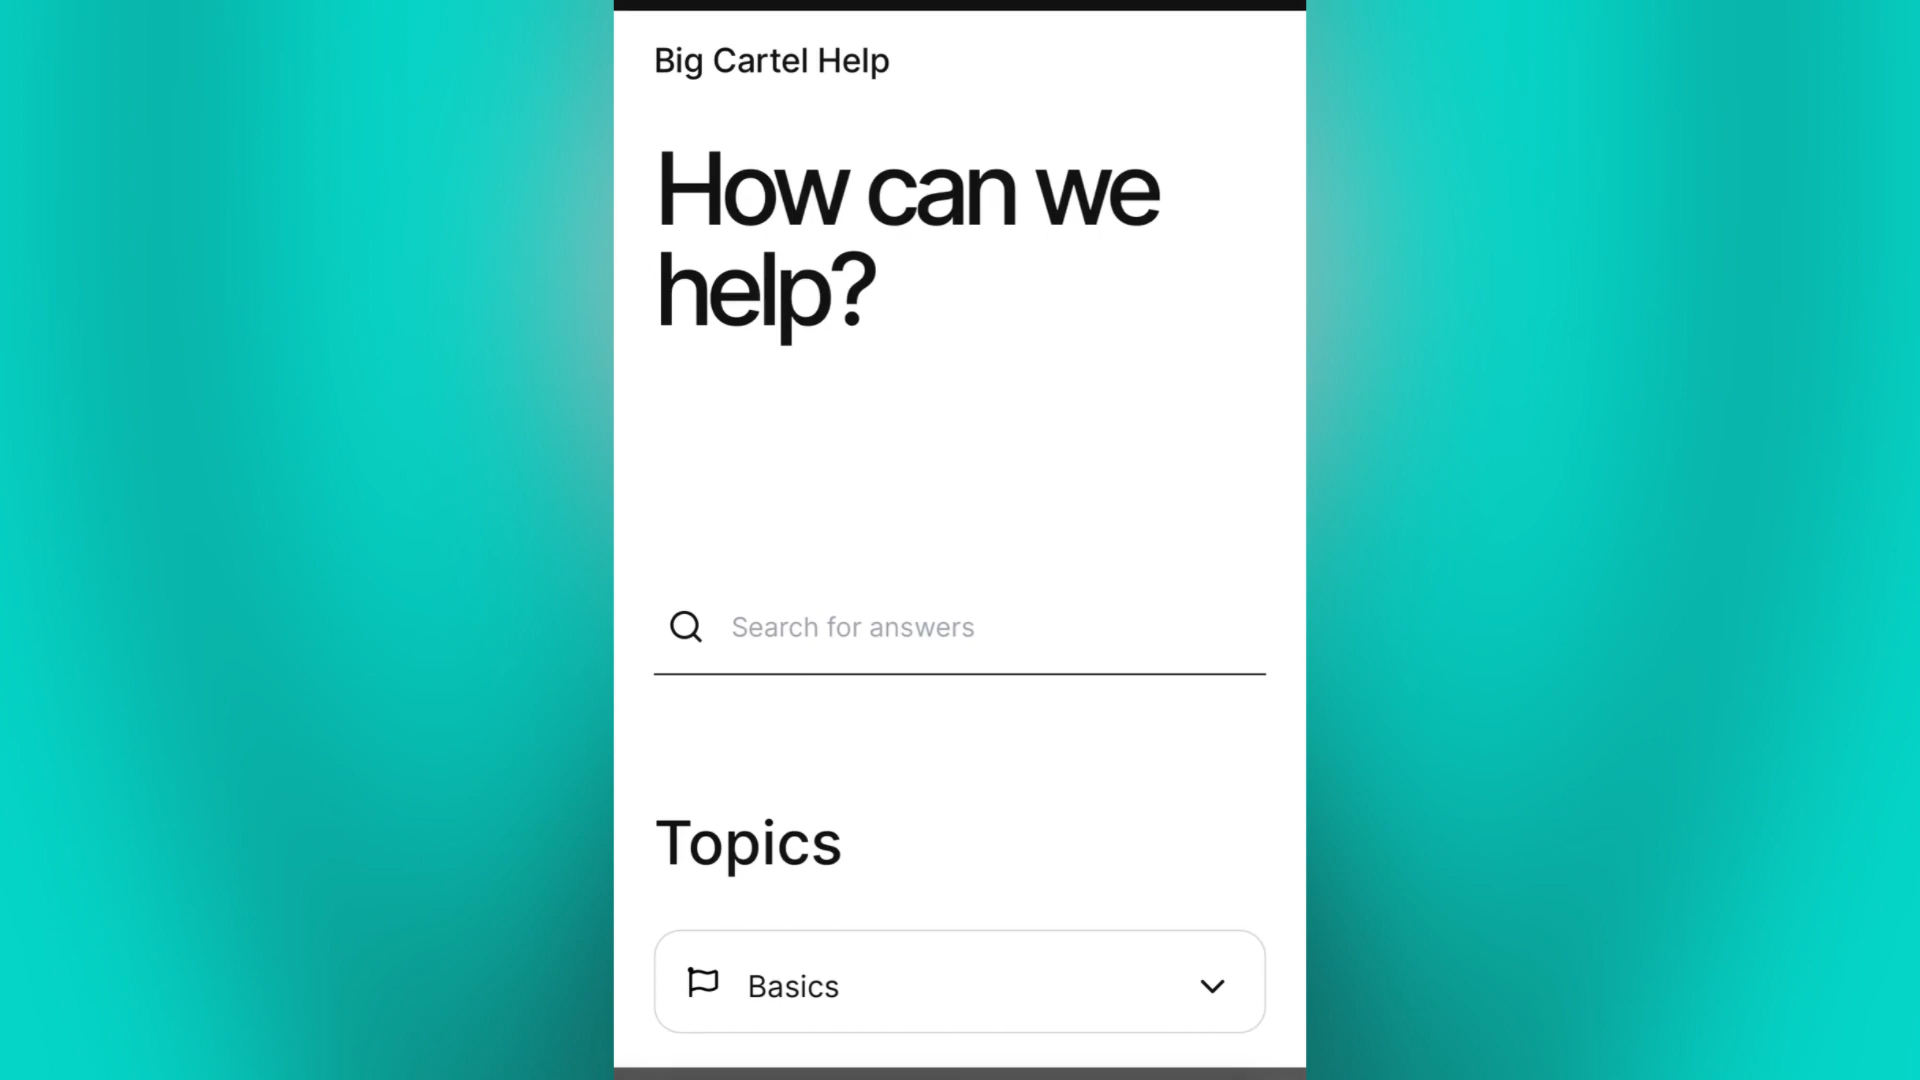 Big Cartel Help
How can we
help?
Search for answers
Topics
Basics